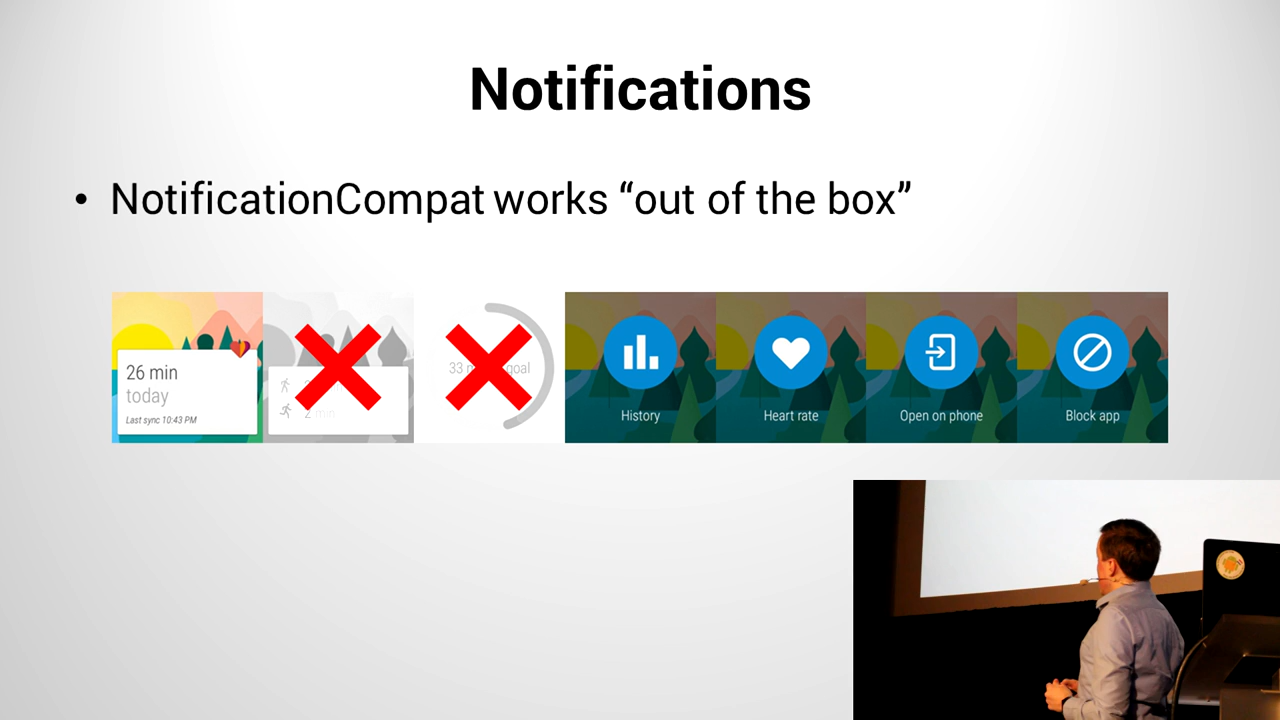 Notifications
• NotificationCompat works “out of the box”
26 min
today
Last sync 10:43 PM
2 min
33 goal
History
Heart rate
Open on phone
Block app